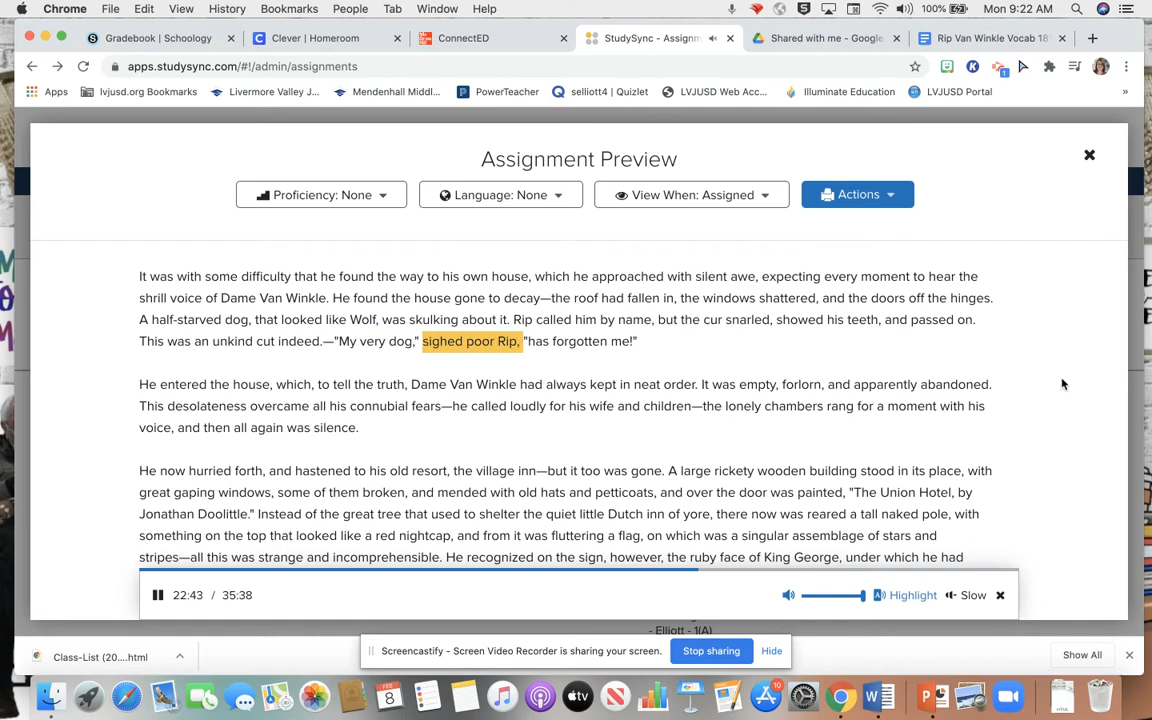 Chrome File Edit View History Bookmarks People Tab Window Help 100% Mon 9:22 AM
Gradebook | Schoology
Clever | Homeroom
ConnectED
StudySync - Assignm
Shared with me - Google
Rip Van Winkle Vocab 18
apps.studysync.com/#!/admin/assignments
Apps lvjusd.org Bookmarks Livermore Valley J... Mendenhall Middl... PowerTeacher selliott4 | Quizlet LVJUSD Web Acc... Illuminate Education LVJUSD Portal »
Assignment Preview
Proficiency: None Language: None View When: Assigned Actions
It was with some difficulty that he found the way to his own house, which he approached with silent awe, expecting every moment to hear the
shrill voice of Dame Van Winkle. He found the house gone to decay—the roof had fallen in, the windows shattered, and the doors off the hinges.
A half-starved dog, that looked like Wolf, was skulking about it. Rip called him by name, but the cur snarled, showed his teeth, and passed on.
This was an unkind cut indeed.—"My very dog," sighed poor Rip, "has forgotten me!"
He entered the house, which, to tell the truth, Dame Van Winkle had always kept in neat order. It was empty, forlorn, and apparently abandoned.
This desolateness overcame all his connubial fears—he called loudly for his wife and children—the lonely chambers rang for a moment with his
voice, and then all again was silence.
He now hurried forth, and hastened to his old resort, the village inn—but it too was gone. A large rickety wooden building stood in its place, with
great gaping windows, some of them broken, and mended with old hats and petticoats, and over the door was painted, "The Union Hotel, by
Jonathan Doolittle." Instead of the great tree that used to shelter the quiet little Dutch inn of yore, there now was reared a tall naked pole, with
something on the top that looked like a red nightcap, and from it was fluttering a flag, on which was a singular assemblage of stars and
stripes—all this was strange and incomprehensible. He recognized on the sign, however, the ruby face of King George, under which he had
22:43 / 35:38 Highlight Slow
- Elliott - 1(A)
Screencastify - Screen Video Recorder is sharing your screen. Stop sharing Hide
Class-List (20....html
Show All